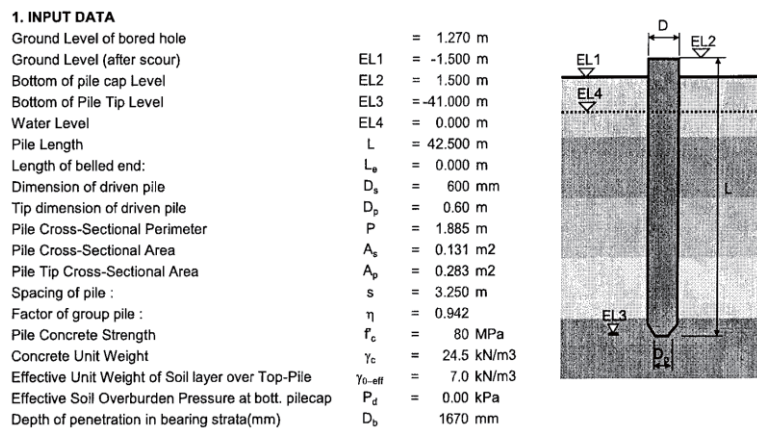 1. INPUT DATA
Ground Level of bored hole = 1.270 m
Ground Level (after scour) EL1 = -1.500 m
Bottom of pile cap Level EL2 = 1.500 m
Bottom of Pile Tip Level EL3 =-41.000 m
Water Level EL4 = 0.000 m
Pile Length L = 42.500 m
Length of belled end: Lₑ = 0.000 m
Dimension of driven pile Dₛ = 600 mm
Tip dimension of driven pile Dₚ = 0.60 m
Pile Cross-Sectional Perimeter P = 1.885 m
Pile Cross-Sectional Area Aₛ = 0.131 m2
Pile Tip Cross-Sectional Area Aₚ = 0.283 m2
Spacing of pile : s = 3.250 m
Factor of group pile : η = 0.942
Pile Concrete Strength f'c = 80 MPa
Concrete Unit Weight γc = 24.5 kN/m3
Effective Unit Weight of Soil layer over Top-Pile γ0-eff = 7.0 kN/m3
Effective Soil Overburden Pressure at bott. pilecap Pd = 0.00 kPa
Depth of penetration in bearing strata(mm) Db 1670 mm
D
EL2
EL1
EL4
L
EL3
Dₚ